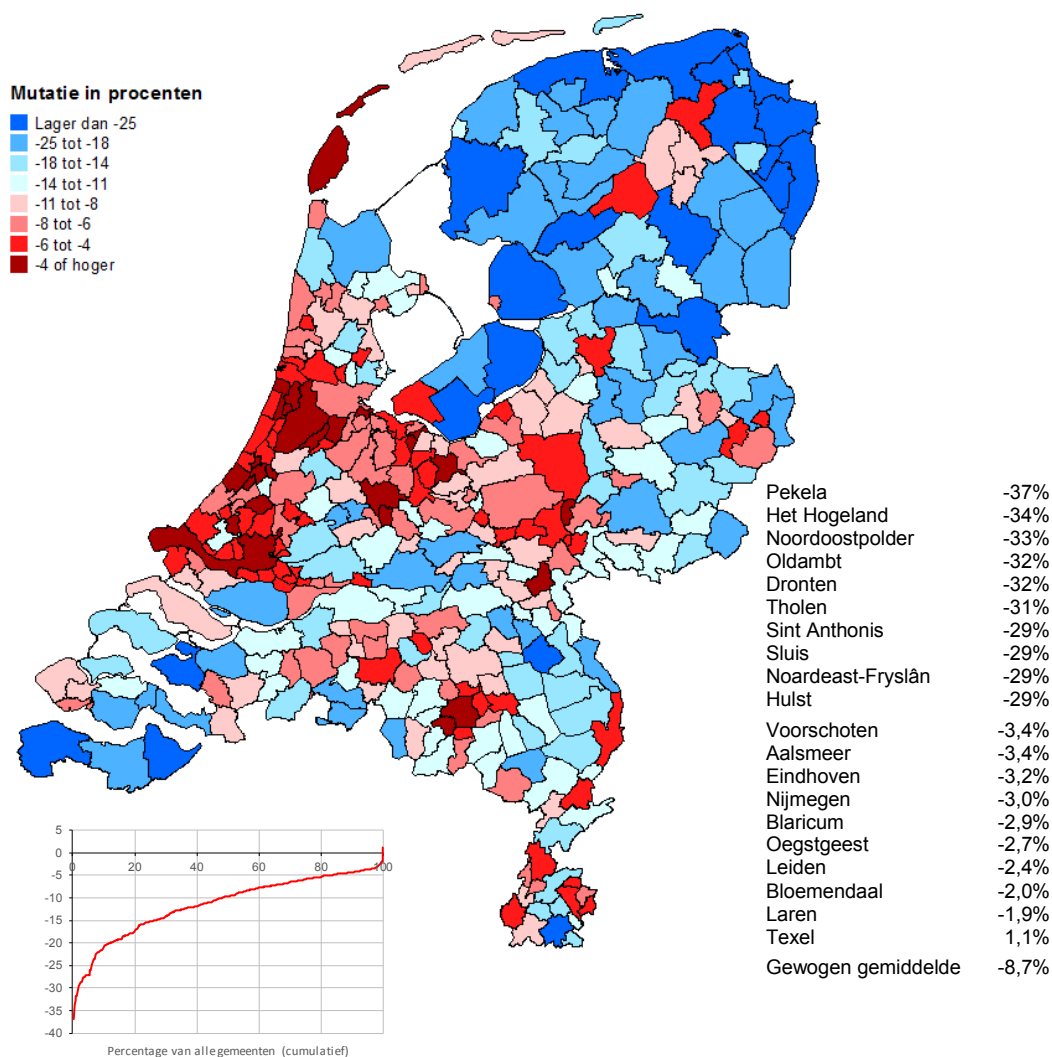 Mutatie in procenten
Lager dan -25
-25 tot -18
-18 tot -14
-14 tot -11
-11 tot -8
-8 tot -6
-6 tot -4
-4 of hoger
Pekela -37%
Het Hogeland -34%
Noordoostpolder -33%
Oldambt -32%
Dronten -32%
Tholen -31%
Sint Anthonis -29%
Sluis -29%
Noardeast-Fryslân -29%
Hulst -29%
Voorschoten -3,4%
Aalsmeer -3,4%
Eindhoven -3,2%
Nijmegen -3,0%
Blaricum -2,9%
Oegstgeest -2,7%
Leiden -2,4%
Bloemendaal -2,0%
Laren -1,9%
Texel 1,1%
Gewogen gemiddelde -8,7%
5
0
0 20 40 60 80 100
-5
-10
-15
-20
-25
-30
-35
-40
Percentage van alle gemeenten (cumulatief)